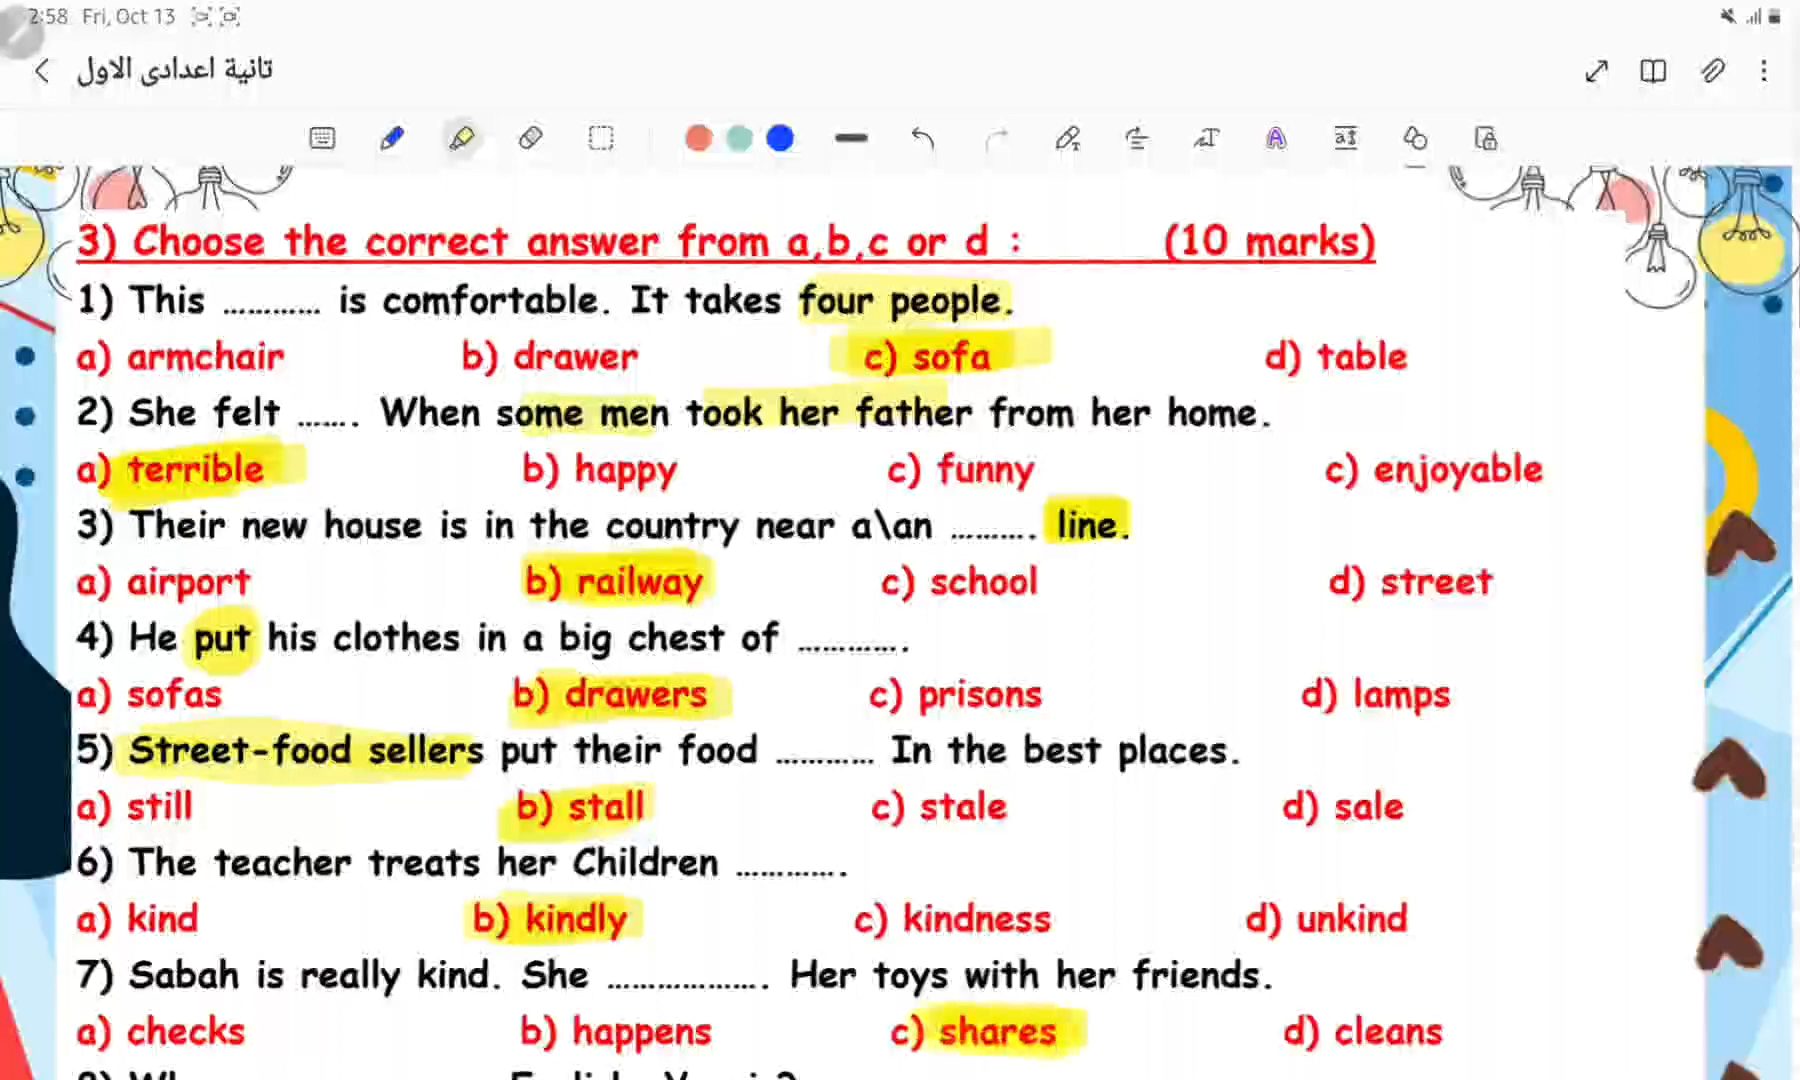 2:58 Fri, Oct 13
تانية اعدادى الاول
3) Choose the correct answer from a,b,c or d : (10 marks)
1) This ............ is comfortable. It takes four people.
a) armchair b) drawer c) sofa d) table
2) She felt ....... When some men took her father from her home.
a) terrible b) happy c) funny c) enjoyable
3) Their new house is in the country near a\an .......... line.
a) airport b) railway c) school d) street
4) He put his clothes in a big chest of .............
a) sofas b) drawers c) prisons d) lamps
5) Street-food sellers put their food ............ In the best places.
a) still b) stall c) stale d) sale
6) The teacher treats her Children .............
a) kind b) kindly c) kindness d) unkind
7) Sabah is really kind. She .................... Her toys with her friends.
a) checks b) happens c) shares d) cleans